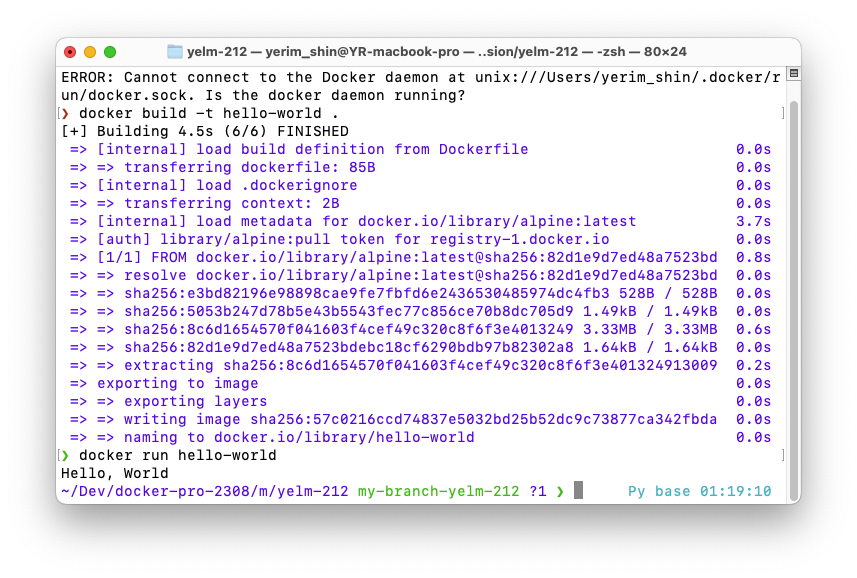 yelm-212 — yerim_shin@YR-macbook-pro — ..sion/yelm-212 — -zsh — 80×24
ERROR: Cannot connect to the Docker daemon at unix:///Users/yerim_shin/.docker/r
un/docker.sock. Is the docker daemon running?
[❯ docker build -t hello-world . ]
[+] Building 4.5s (6/6) FINISHED
=> [internal] load build definition from Dockerfile 0.0s
=> => transferring dockerfile: 85B 0.0s
=> [internal] load .dockerignore 0.0s
=> => transferring context: 2B 0.0s
=> [internal] load metadata for docker.io/library/alpine:latest 3.7s
=> [auth] library/alpine:pull token for registry-1.docker.io 0.0s
=> [1/1] FROM docker.io/library/alpine:latest@sha256:82d1e9d7ed48a7523bd 0.8s
=> => resolve docker.io/library/alpine:latest@sha256:82d1e9d7ed48a7523bd 0.0s
=> => sha256:e3bd82196e98898cae9fe7fbfd6e2436530485974dc4fb3 528B / 528B 0.0s
=> => sha256:5053b247d78b5e43b5543fec77c856ce70b8dc705d9 1.49kB / 1.49kB 0.0s
=> => sha256:8c6d1654570f041603f4cef49c320c8f6f3e4013249 3.33MB / 3.33MB 0.6s
=> => sha256:82d1e9d7ed48a7523bdebc18cf6290bdb97b82302a8 1.64kB / 1.64kB 0.0s
=> => extracting sha256:8c6d1654570f041603f4cef49c320c8f6f3e401324913009 0.2s
=> exporting to image 0.0s
=> => exporting layers 0.0s
=> => writing image sha256:57c0216ccd74837e5032bd25b52dc9c73877ca342fbda 0.0s
=> => naming to docker.io/library/hello-world 0.0s
[❯ docker run hello-world ]
Hello, World
~/Dev/docker-pro-2308/m/yelm-212 my-branch-yelm-212 ?1 ❯ Py base 01:19:10